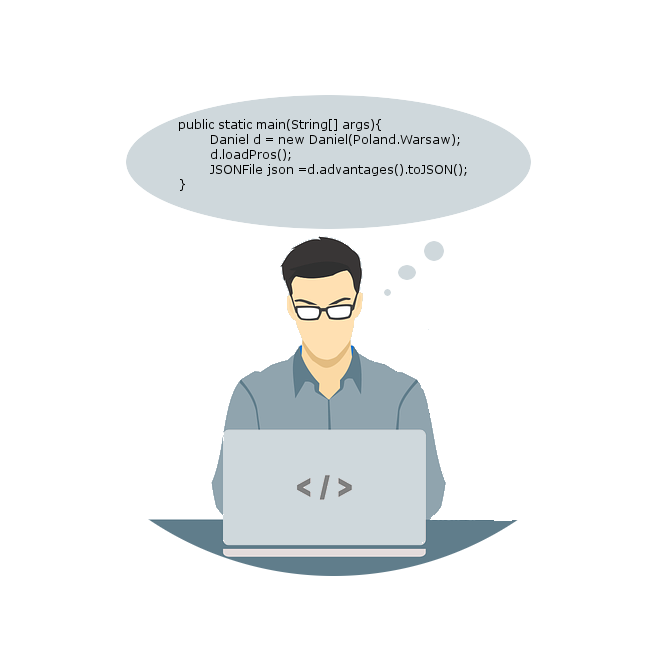 public static main(String[] args){
Daniel d = new Daniel(Poland.Warsaw);
d.loadPros();
JSONFile json =d.advantages().toJSON();
}
</>